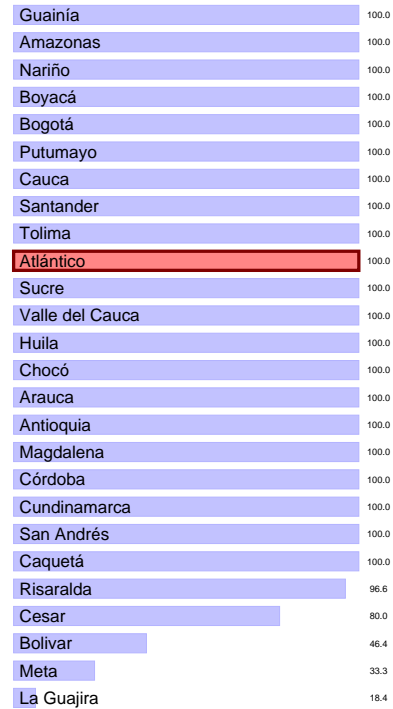 Guainía 100.0
Amazonas 100.0
Nariño 100.0
Boyacá 100.0
Bogotá 100.0
Putumayo 100.0
Cauca 100.0
Santander 100.0
Tolima 100.0
Atlántico 100.0
Sucre 100.0
Valle del Cauca 100.0
Huila 100.0
Chocó 100.0
Arauca 100.0
Antioquia 100.0
Magdalena 100.0
Córdoba 100.0
Cundinamarca 100.0
San Andrés 100.0
Caquetá 100.0
Risaralda 96.6
Cesar 80.0
Bolivar 46.4
Meta 33.3
La Guajira 18.4